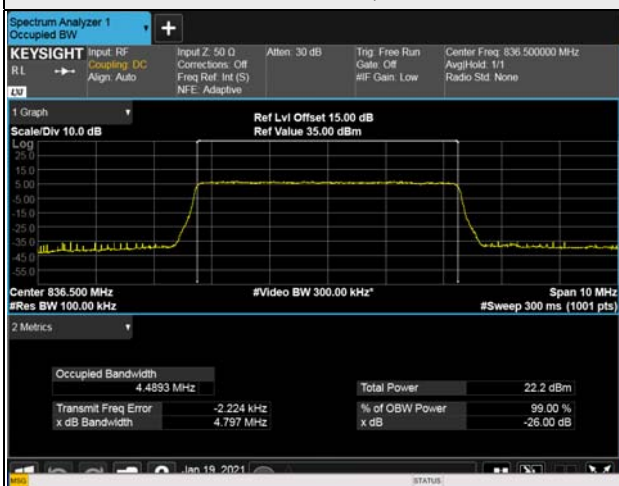 Spectrum Analyzer 1
Occupied BW
+
KEYSIGHT Input: RF Input Z: 50 Ω Atten: 30 dB Trig: Free Run Center Freq: 836.500000 MHz
RL Coupling: DC Corrections: Off Gate: Off Avg|Hold: 1/1
Align: Auto Freq Ref: Int (S) #IF Gain: Low Radio Std: None
NFE: Adaptive
1 Graph
Ref Lvl Offset 15.00 dB
Scale/Div 10.0 dB Ref Value 35.00 dBm
Log
25.0
15.0
5.00
-5.00
-15.0
-25.0
-35.0
-45.0
-55.0
Center 836.500 MHz #Video BW 300.00 kHz* Span 10 MHz
#Res BW 100.00 kHz #Sweep 300 ms (1001 pts)
2 Metrics
Occupied Bandwidth
4.4893 MHz Total Power 22.2 dBm
Transmit Freq Error -2.224 kHz % of OBW Power 99.00 %
x dB Bandwidth 4.797 MHz x dB -26.00 dB
Jan 19, 2021
MSG STATUS